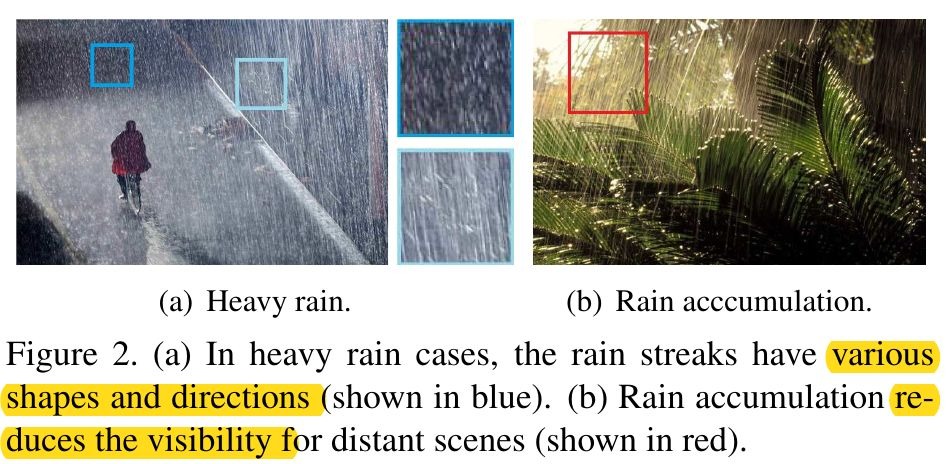 (a) Heavy rain.
(b) Rain acccumulation.
Figure 2. (a) In heavy rain cases, the rain streaks have various
shapes and directions (shown in blue). (b) Rain accumulation re-
duces the visibility for distant scenes (shown in red).